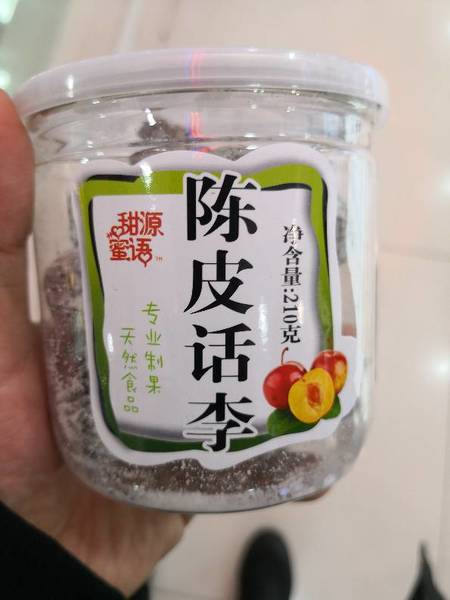 甜源
蜜语
TM
陈皮话李
净含量:210克
专业制果
天然食品